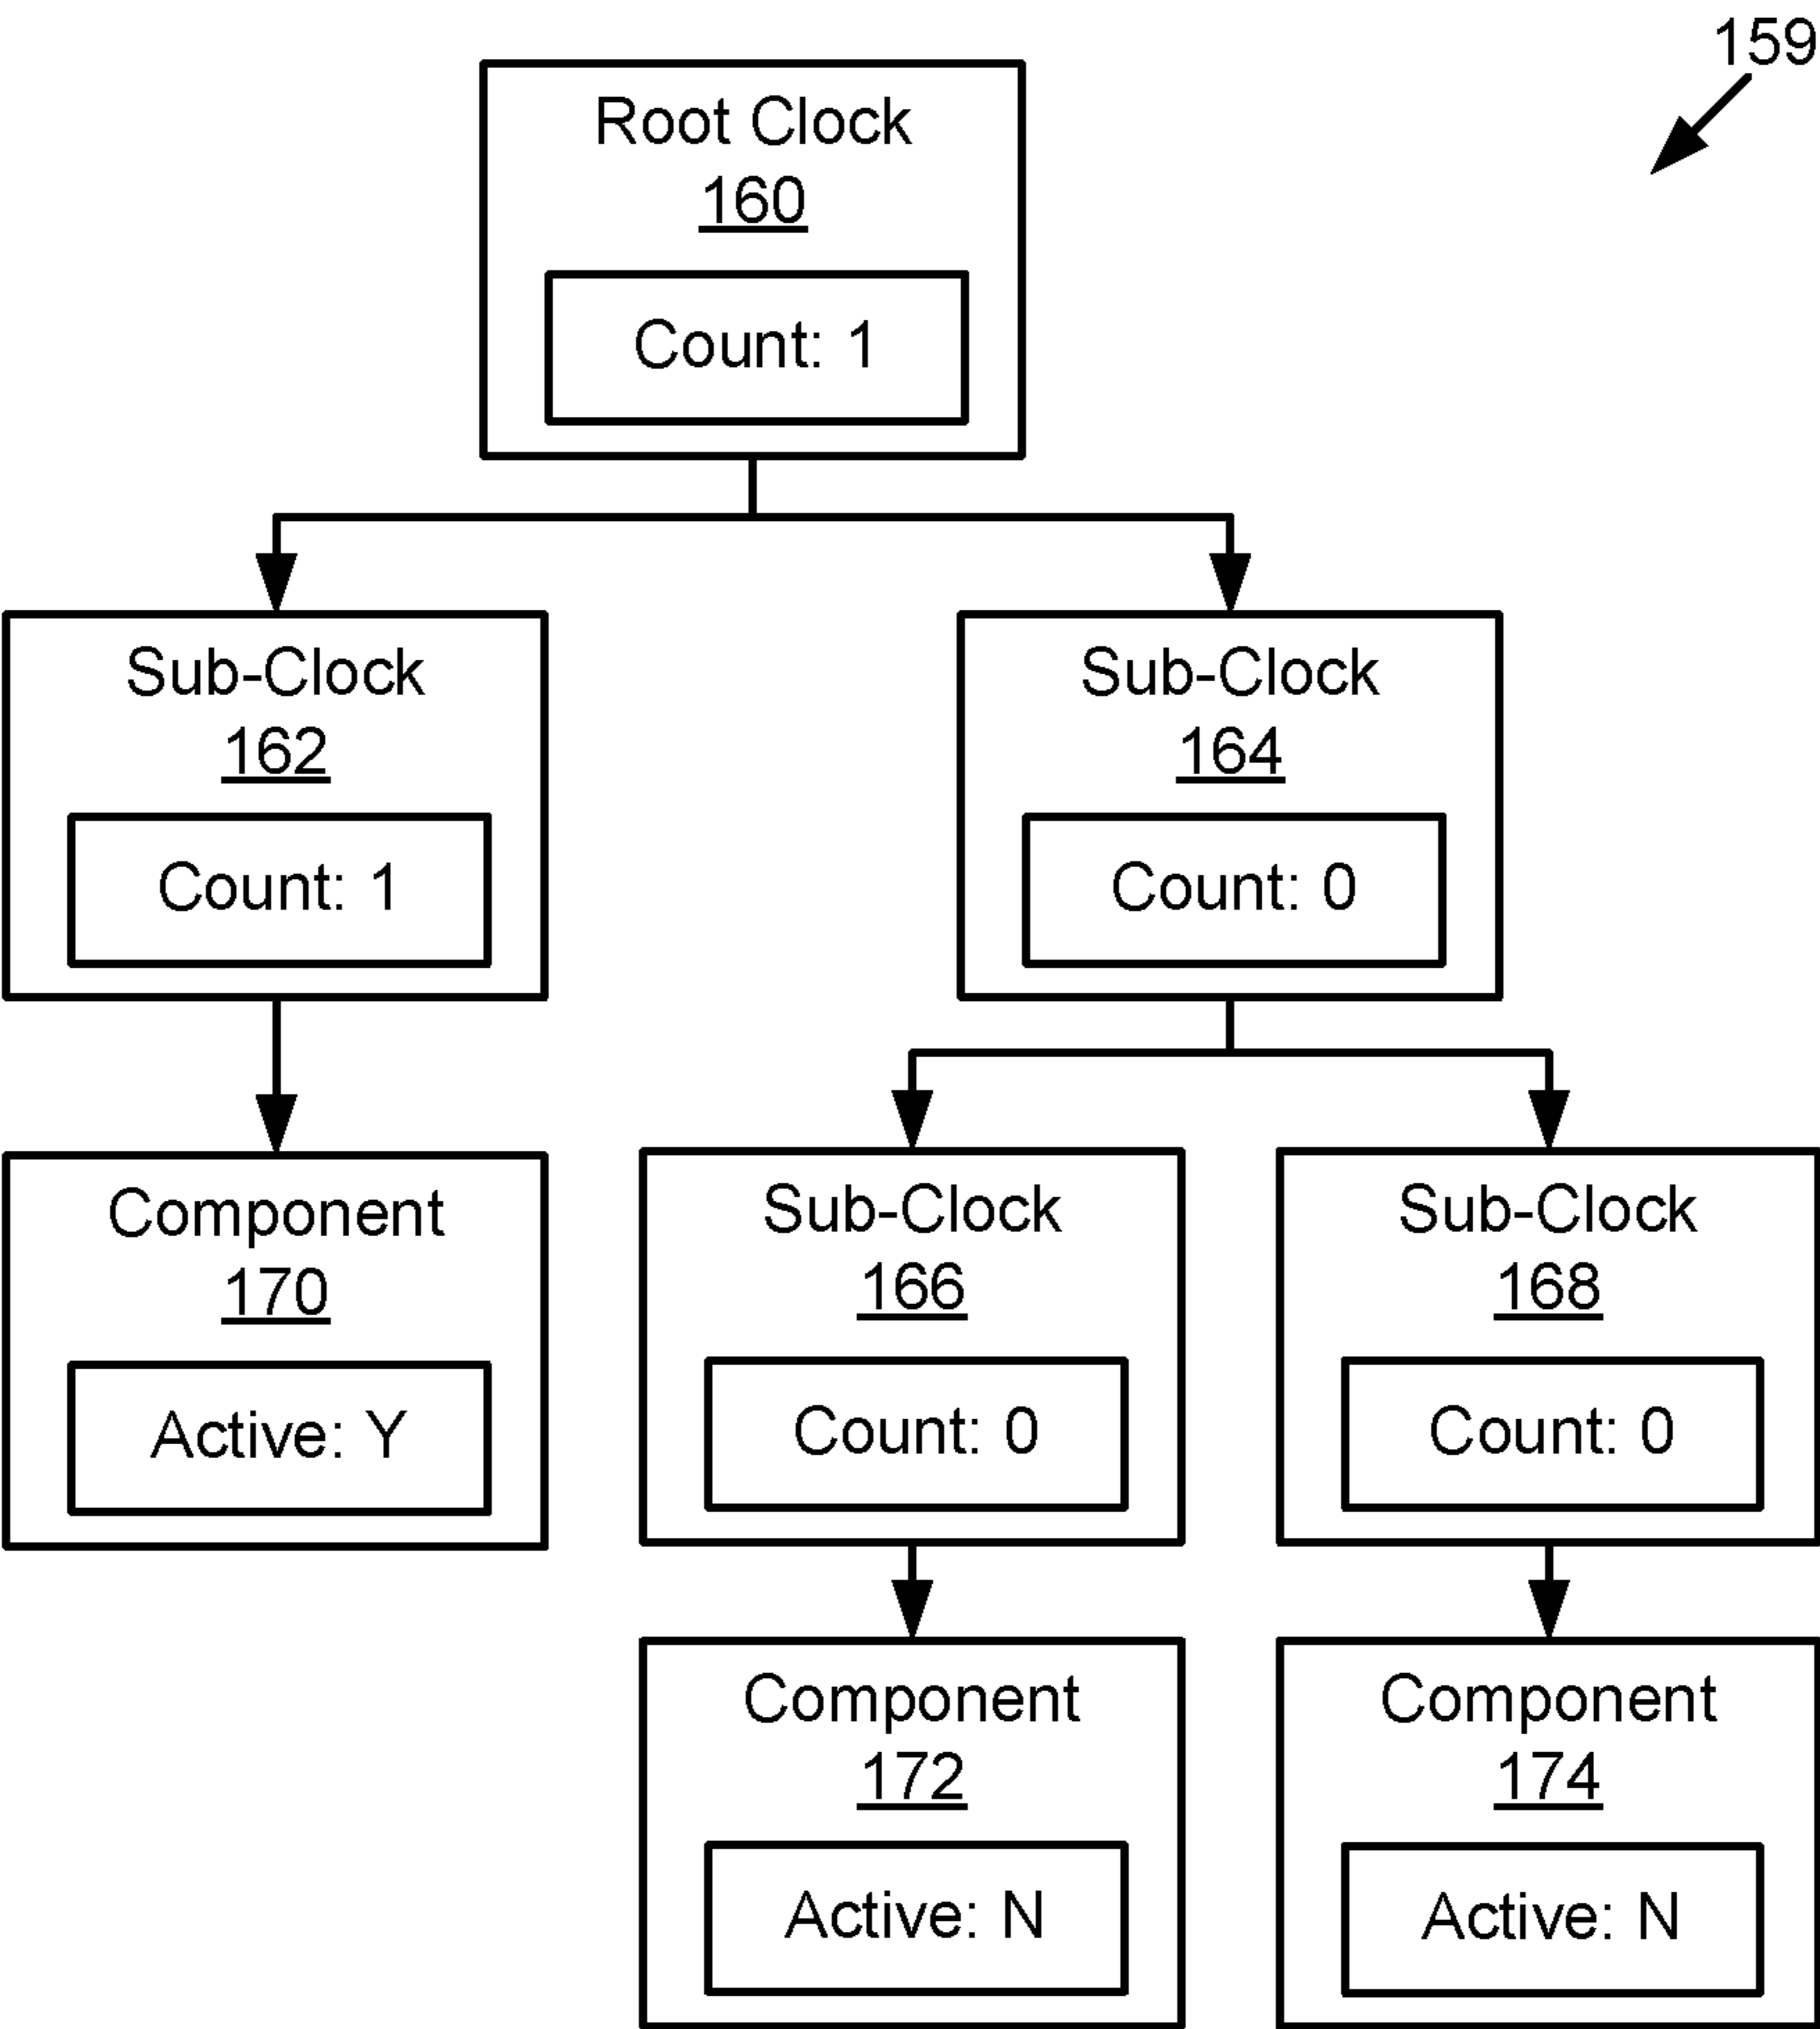 159
Root Clock
160
Count: 1
Sub-Clock
162
Count: 1
Sub-Clock
164
Count: 0
Component
170
Active: Y
Sub-Clock
166
Count: 0
Sub-Clock
168
Count: 0
Component
172
Active: N
Component
174
Active: N